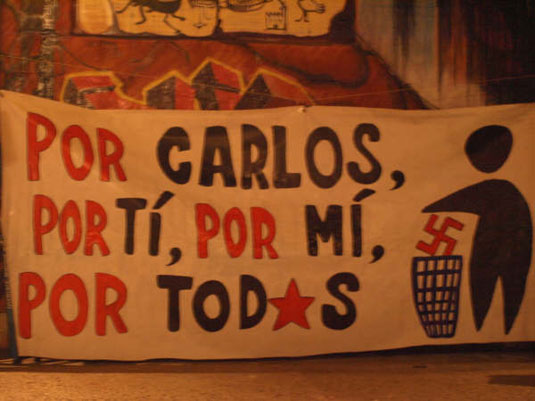 POR CARLOS,
POR TÍ, POR MÍ,
POR TOD★S